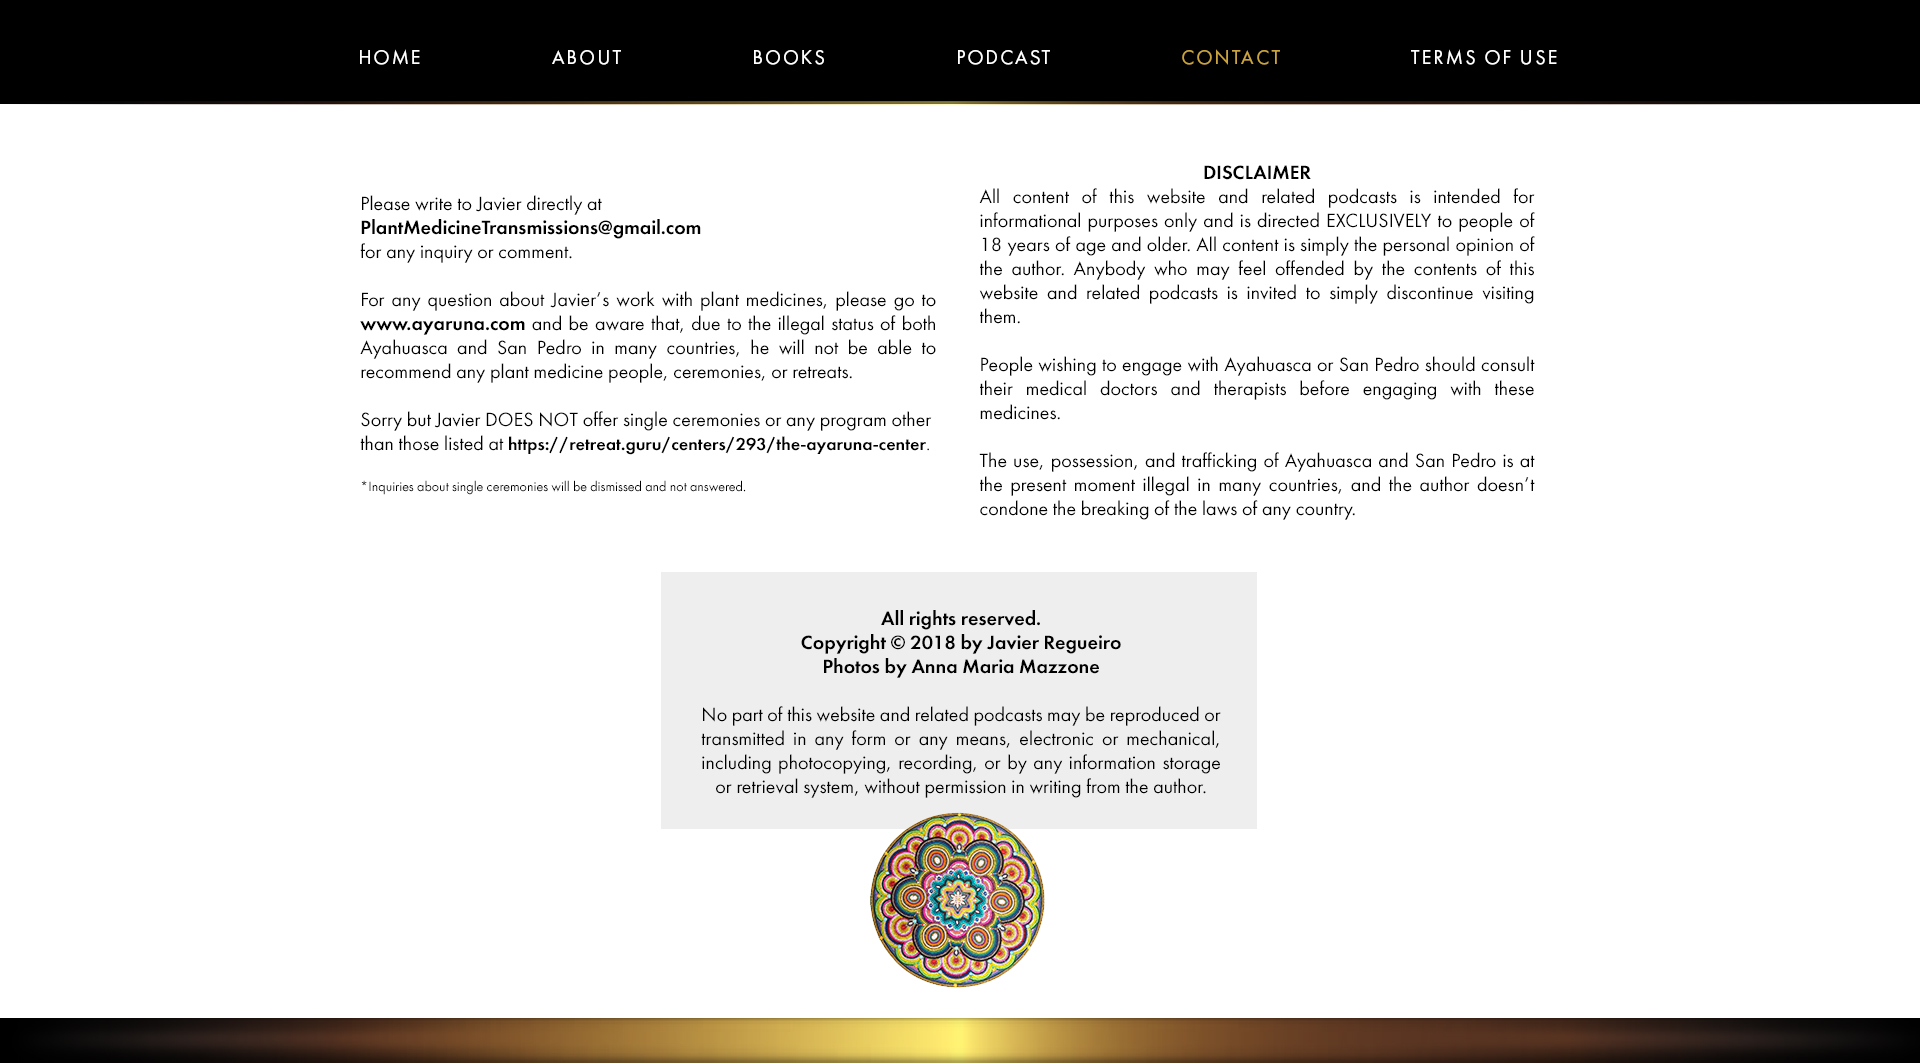 HOME ABOUT BOOKS PODCAST CONTACT TERMS OF USE
Please write to Javier directly at
PlantMedicineTransmissions@gmail.com
for any inquiry or comment.
For any question about Javier’s work with plant medicines, please go to
www.ayaruna.com and be aware that, due to the illegal status of both
Ayahuasca and San Pedro in many countries, he will not be able to
recommend any plant medicine people, ceremonies, or retreats.
Sorry but Javier DOES NOT offer single ceremonies or any program other
than those listed at https://retreat.guru/centers/293/the-ayaruna-center.
*Inquiries about single ceremonies will be dismissed and not answered.
DISCLAIMER
All content of this website and related podcasts is intended for
informational purposes only and is directed EXCLUSIVELY to people of
18 years of age and older. All content is simply the personal opinion of
the author. Anybody who may feel offended by the contents of this
website and related podcasts is invited to simply discontinue visiting
them.
People wishing to engage with Ayahuasca or San Pedro should consult
their medical doctors and therapists before engaging with these
medicines.
The use, possession, and trafficking of Ayahuasca and San Pedro is at
the present moment illegal in many countries, and the author doesn’t
condone the breaking of the laws of any country.
All rights reserved.
Copyright © 2018 by Javier Regueiro
Photos by Anna Maria Mazzone
No part of this website and related podcasts may be reproduced or
transmitted in any form or any means, electronic or mechanical,
including photocopying, recording, or by any information storage
or retrieval system, without permission in writing from the author.